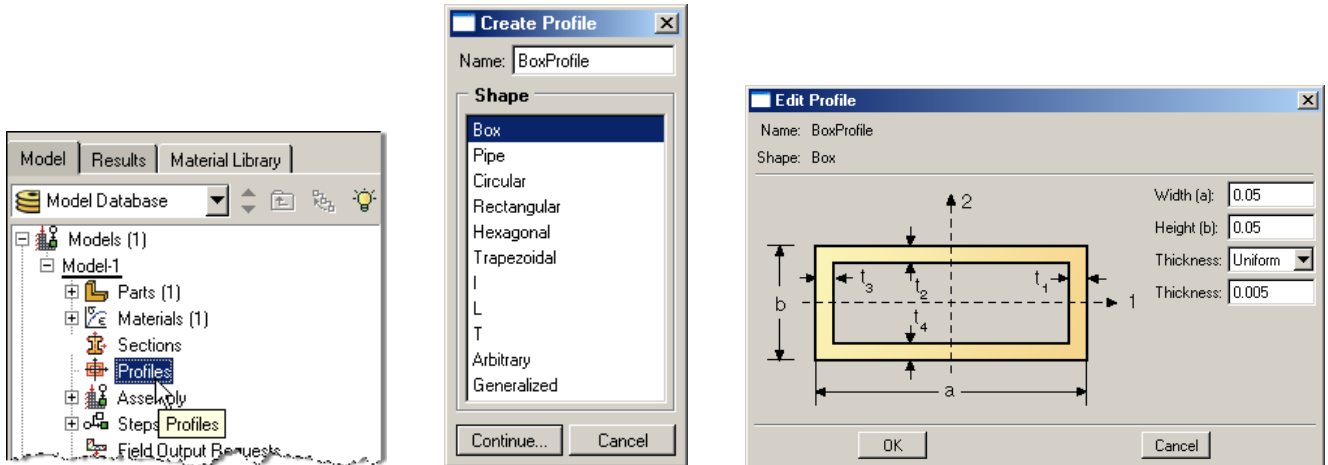 Model Results Material Library
Model Database
Models (1)
Model-1
Parts (1)
Materials (1)
Sections
Profiles
Assembly
Steps Profiles
Field Output Requests
Create Profile
Name: BoxProfile
Shape
Box
Pipe
Circular
Rectangular
Hexagonal
Trapezoidal
I
L
T
Arbitrary
Generalized
Continue... Cancel
Edit Profile
Name: BoxProfile
Shape: Box
Width (a): 0.05
Height (b): 0.05
Thickness: Uniform
Thickness: 0.005
2
t3 t2 t1
b 1
t4
a
OK Cancel